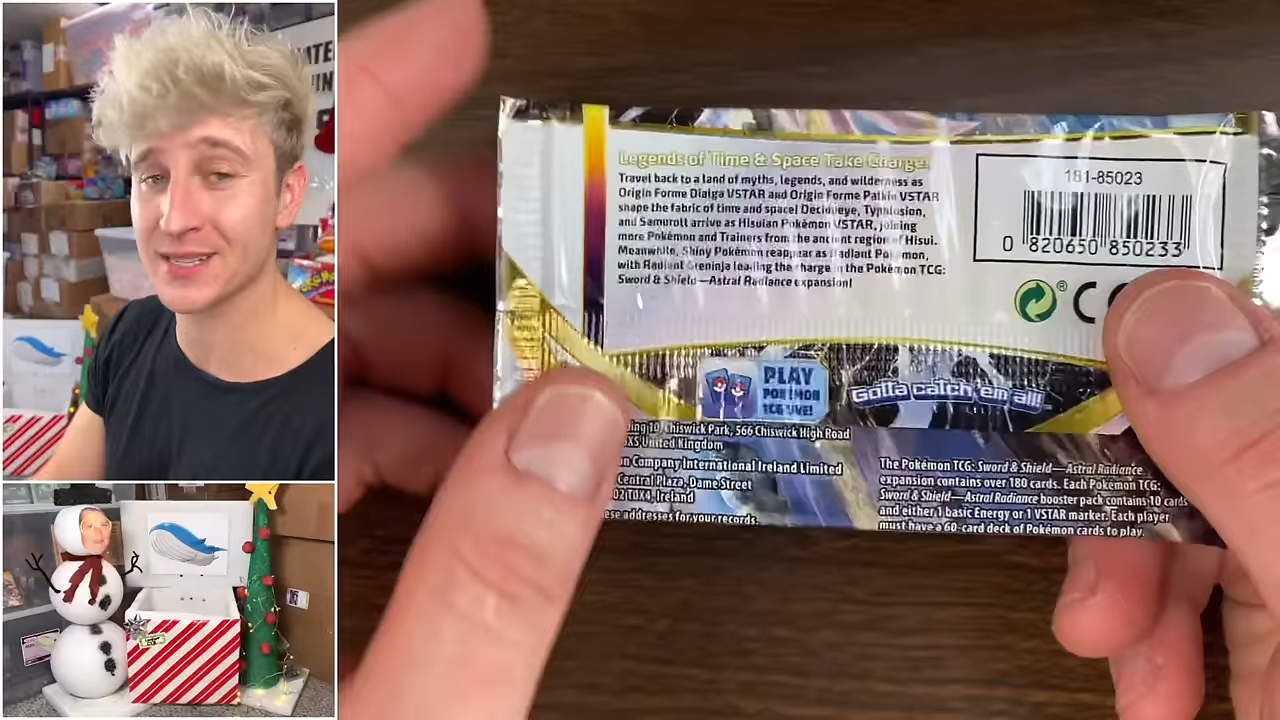 Legends of Time & Space Take Charge!
Travel back to a land of myths, legends, and wilderness as
Origin Forme Dialga VSTAR and Origin Forme Palkia VSTAR
shape the fabric of time and space! Decidueye, Typhlosion,
and Samurott arrive as Hisuian Pokémon VSTAR, joining
more Pokémon and Trainers from the ancient region of Hisui.
Meanwhile, Shiny Pokémon reappear as Radiant Pokémon,
with Radiant Greninja leading the charge in the Pokémon TCG:
Sword & Shield—Astral Radiance expansion!
181-85023
0 820650 850233
PLAY
POKÉMON
TCG LIVE!
Gotta catch 'em all!
10, Chiswick Park, 566 Chiswick High Road
United Kingdom
Company International Ireland Limited
Central Plaza, Dame Street
Ireland
addresses for your records.
The Pokémon TCG: Sword & Shield—Astral Radiance
expansion contains over 180 cards. Each Pokémon TCG:
Sword & Shield—Astral Radiance booster pack contains 10 cards
and either 1 basic Energy or 1 VSTAR marker. Each player
must have a 60-card deck of Pokémon cards to play.